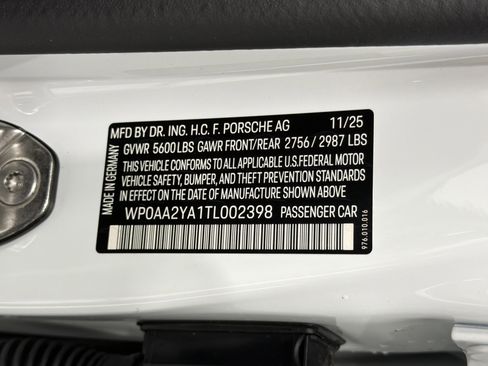 MADE IN GERMANY
MFD BY DR. ING. H.C. F. PORSCHE AG 11/25
GVWR 5600 LBS GAWR FRONT/REAR 2756 / 2987 LBS
THIS VEHICLE CONFORMS TO ALL APPLICABLE U.S. FEDERAL MOTOR
VEHICLE SAFETY, BUMPER, AND THEFT PREVENTION STANDARDS
IN EFFECT ON THE DATE OF MANUFACTURE SHOWN ABOVE
WP0AA2YA1TL002398 PASSENGER CAR
976.010.016